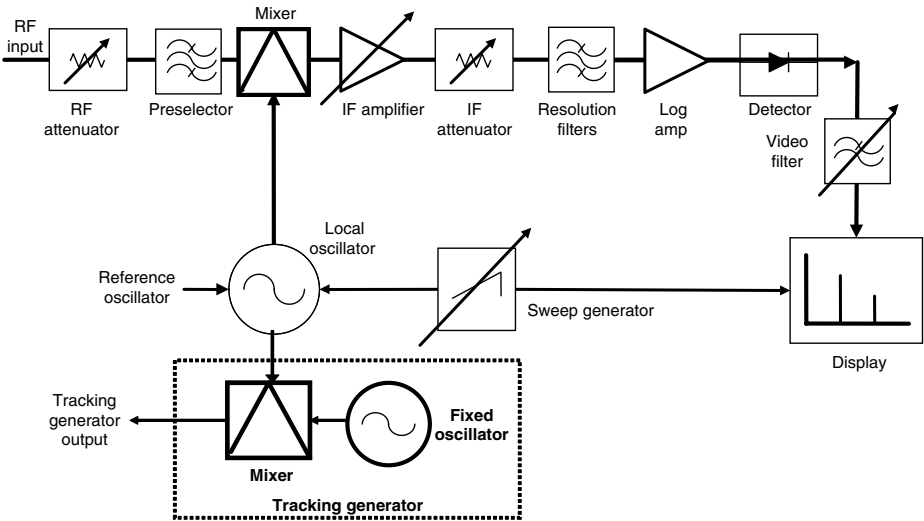 RF
input
Mixer
RF
attenuator
Preselector
IF amplifier
IF
attenuator
Resolution
filters
Log
amp
Detector
Video
filter
Local
oscillator
Reference
oscillator
Sweep generator
Display
Tracking
generator
output
Fixed
oscillator
Mixer
Tracking generator